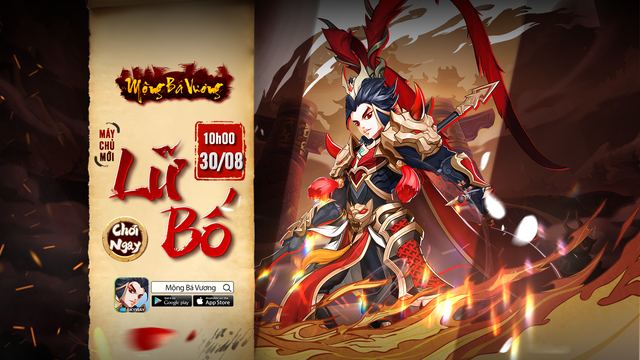 Mộng Bá Vương
MÁY
CHỦ
MỚI
10h00
30/08
Lữ
Bố
Chơi
Ngay
Mộng Bá Vương
Google play
App Store